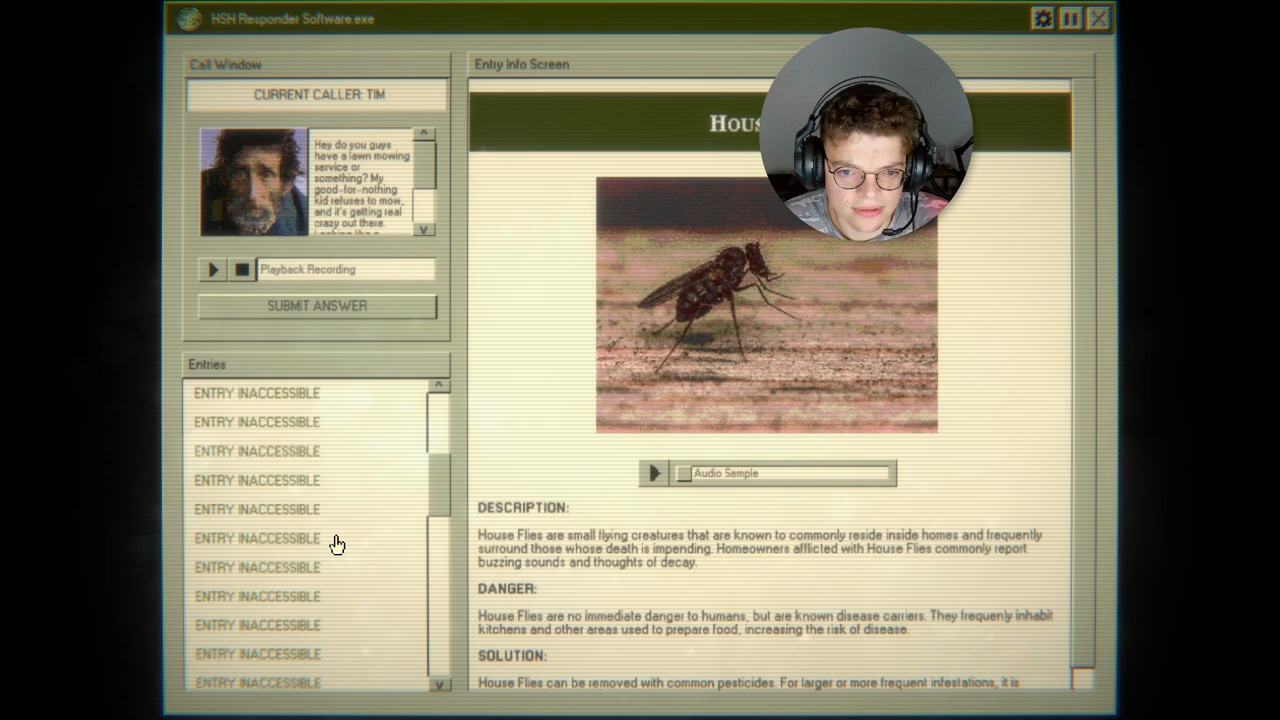 HSH Responder Software.exe
Call Window
CURRENT CALLER: TIM
Hey do you guys
have a lawn mowing
service or
something? My
good-for-nothing
kid refuses to mow,
and it's getting real
crazy out there.
Playback Recording
SUBMIT ANSWER
Entries
ENTRY INACCESSIBLE
ENTRY INACCESSIBLE
ENTRY INACCESSIBLE
ENTRY INACCESSIBLE
ENTRY INACCESSIBLE
ENTRY INACCESSIBLE
ENTRY INACCESSIBLE
ENTRY INACCESSIBLE
ENTRY INACCESSIBLE
ENTRY INACCESSIBLE
ENTRY INACCESSIBLE
Entry Info Screen
Hous
Audio Sample
DESCRIPTION:
House Flies are small flying creatures that are known to commonly reside inside homes and frequently
surround those whose death is impending. Homeowners afflicted with House Flies commonly report
buzzing sounds and thoughts of decay.
DANGER:
House Flies are no immediate danger to humans, but are known disease carriers. They frequenly inhabit
kitchens and other areas used to prepare food, increasing the risk of disease.
SOLUTION:
House Flies can be removed with common pesticides. For larger or more frequent infestations, it is